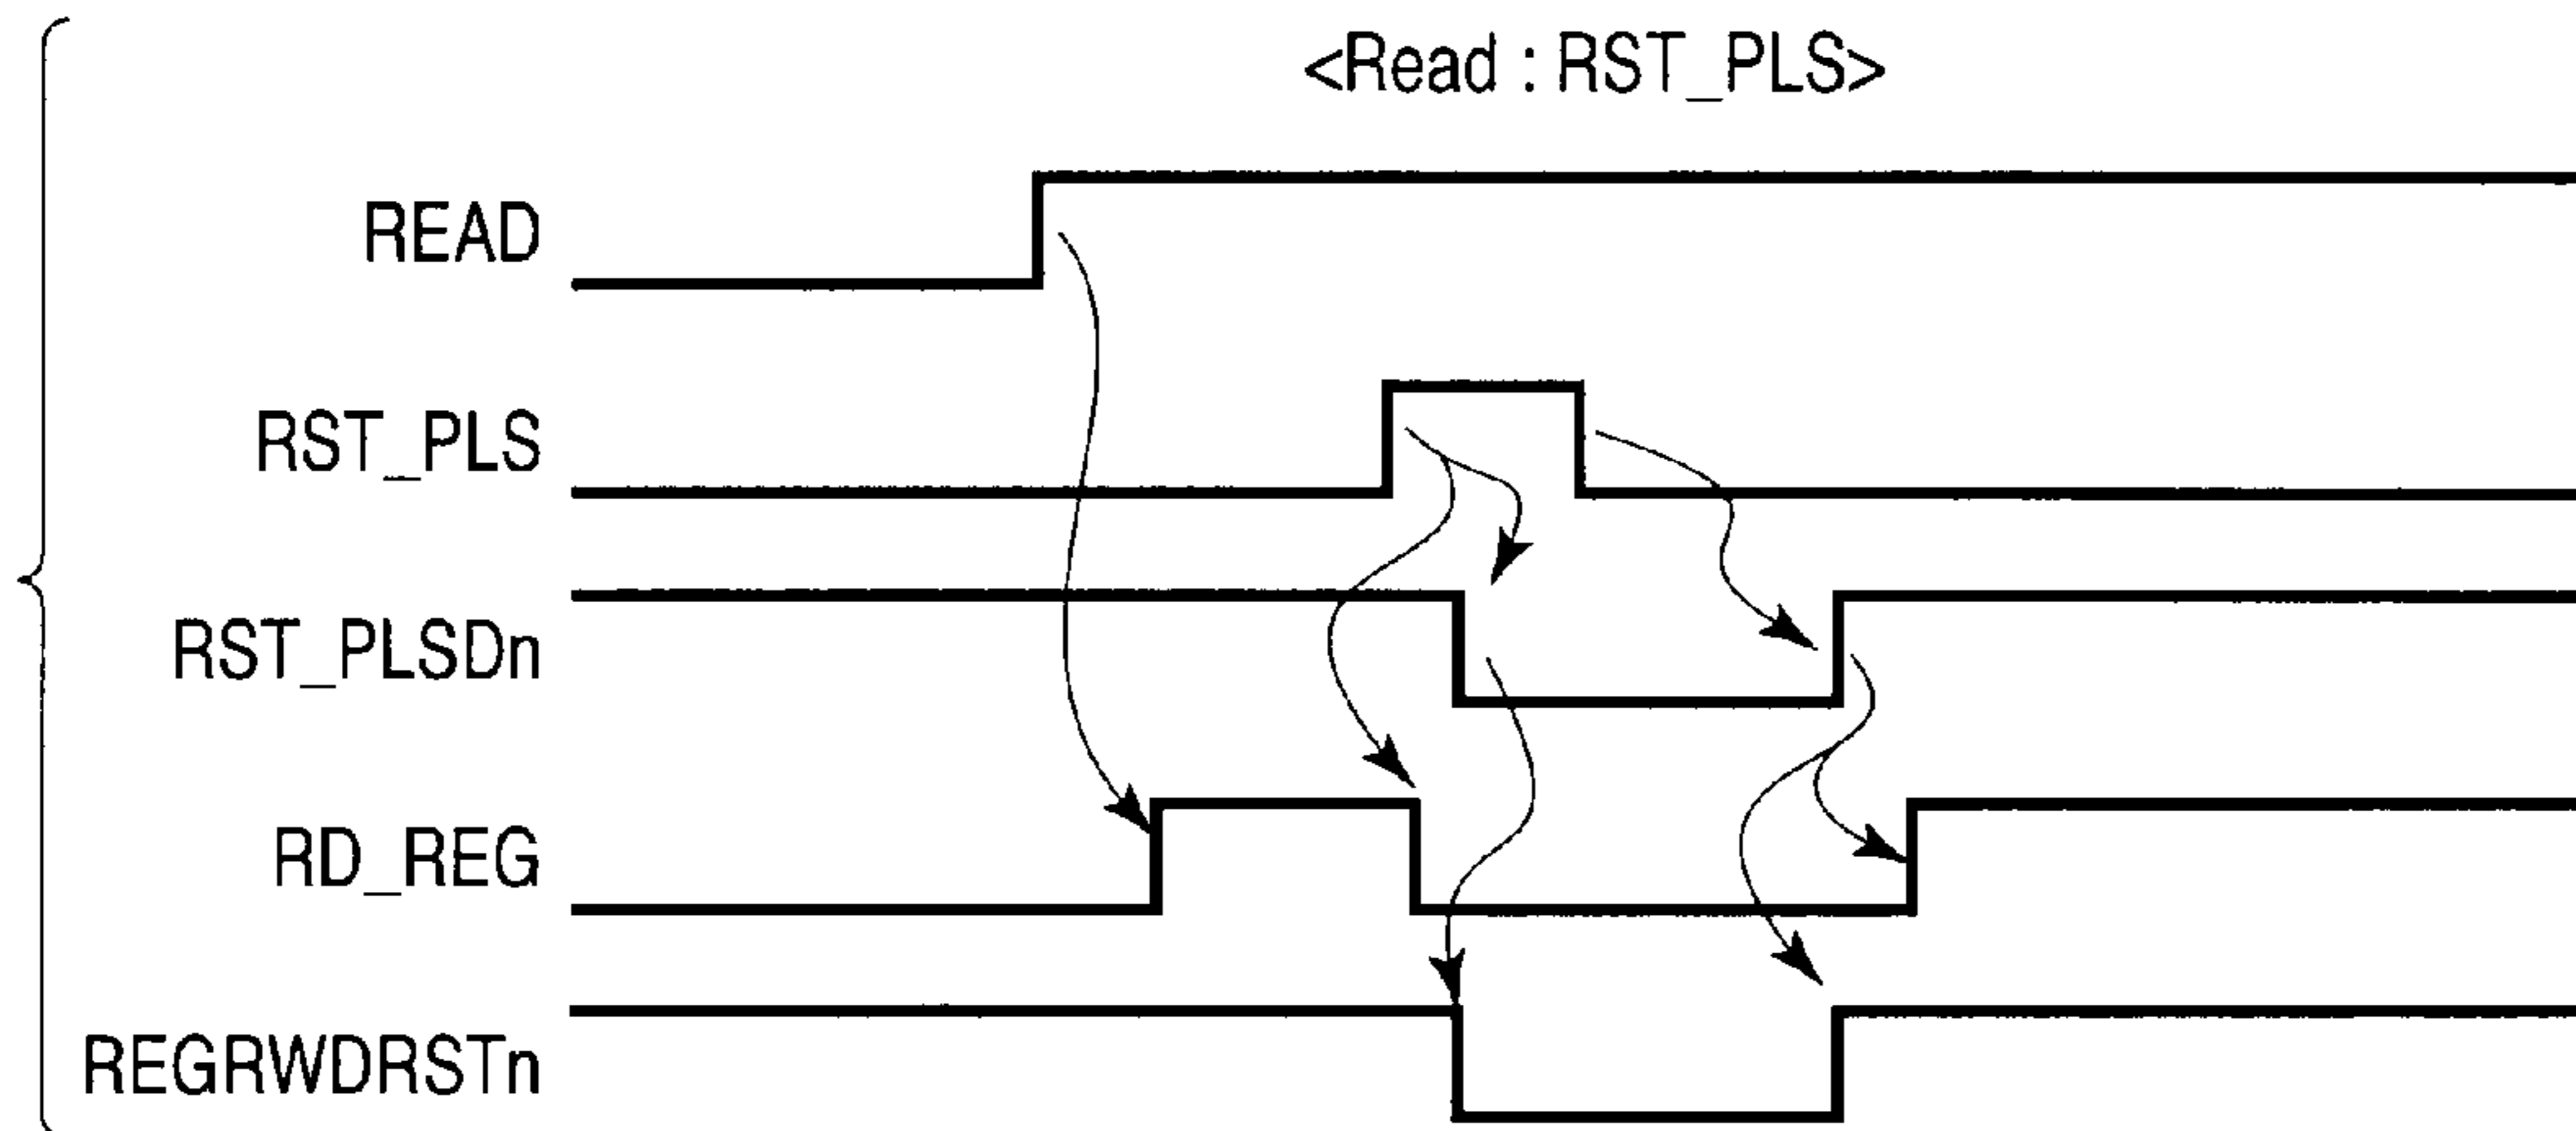 <Read : RST_PLS>
READ
RST_PLS
RST_PLSDn
RD_REG
REGRWDRSTn